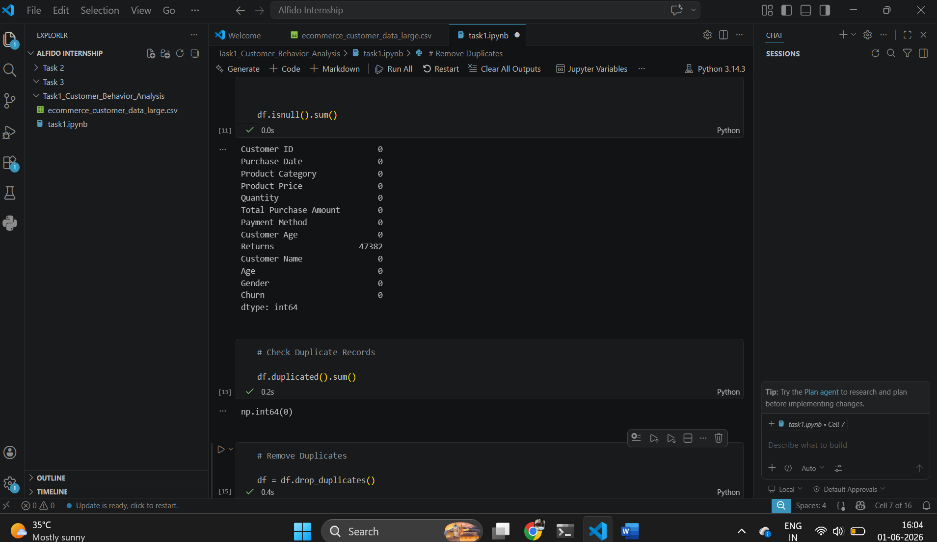 File Edit Selection View Go ··· Alfido Internship
EXPLORER ···
ALFIDO INTERNSHIP
Task 2
Task 3
Task1_Customer_Behavior_Analysis
ecommerce_customer_data_large.csv
task1.ipynb
OUTLINE
TIMELINE
Welcome ecommerce_customer_data_large.csv task1.ipynb
Task1_Customer_Behavior_Analysis > task1.ipynb > # Remove Duplicates
Generate + Code + Markdown Run All Restart Clear All Outputs Jupyter Variables ··· Python 3.14.3
df.isnull().sum()
[11] 0.0s Python
Customer ID 0
Purchase Date 0
Product Category 0
Product Price 0
Quantity 0
Total Purchase Amount 0
Payment Method 0
Customer Age 0
Returns 47382
Customer Name 0
Age 0
Gender 0
Churn 0
dtype: int64
# Check Duplicate Records
df.duplicated().sum()
[13] 0.2s Python
np.int64(0)
# Remove Duplicates
df = df.drop_duplicates()
[15] 0.4s Python
CHAT
SESSIONS
Tip: Try the Plan agent to research and plan
before implementing changes.
+ task1.ipynb • Cell 7
Describe what to build
Auto
Local Default Approvals
0 0 Update is ready, click to restart. Spaces: 4 Cell 7 of 16
35°C
Mostly sunny
Search
ENG
IN
16:04
01-06-2026